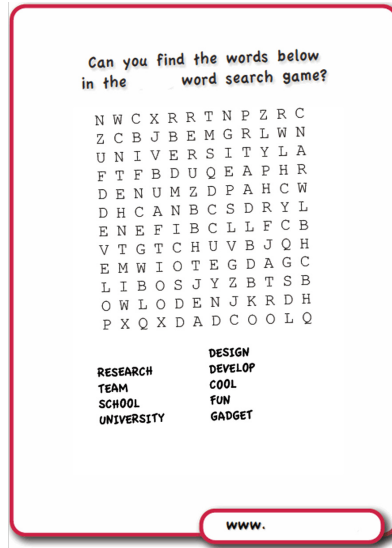 Can you find the words below
in the word search game?
N W C X R R T N P Z R C
Z C B J B E M G R L W N
U N I V E R S I T Y L A
F T F B D U Q E A P H R
D E N U M Z D P A H C W
D H C A N B C S D R Y L
E N E F I B C L L F C B
V T G T C H U V B J Q H
E M W I O T E G D A G C
L I B O S J Y Z B T S B
O W L O D E N J K R D H
P X Q X D A D C O O L Q
DESIGN
RESEARCH DEVELOP
TEAM COOL
SCHOOL FUN
UNIVERSITY GADGET
www.